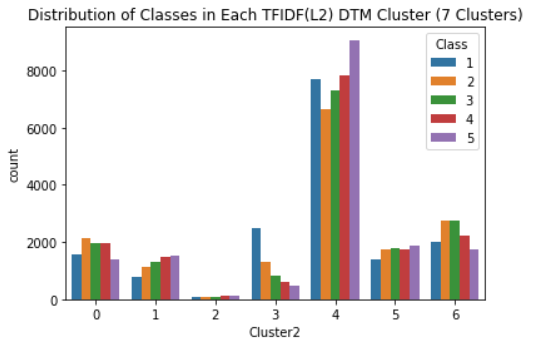 Distribution of Classes in Each TFIDF(L2) DTM Cluster (7 Clusters)
Class
1
2
3
4
5
8000
6000
4000
2000
0
count
0 1 2 3 4 5 6
Cluster2